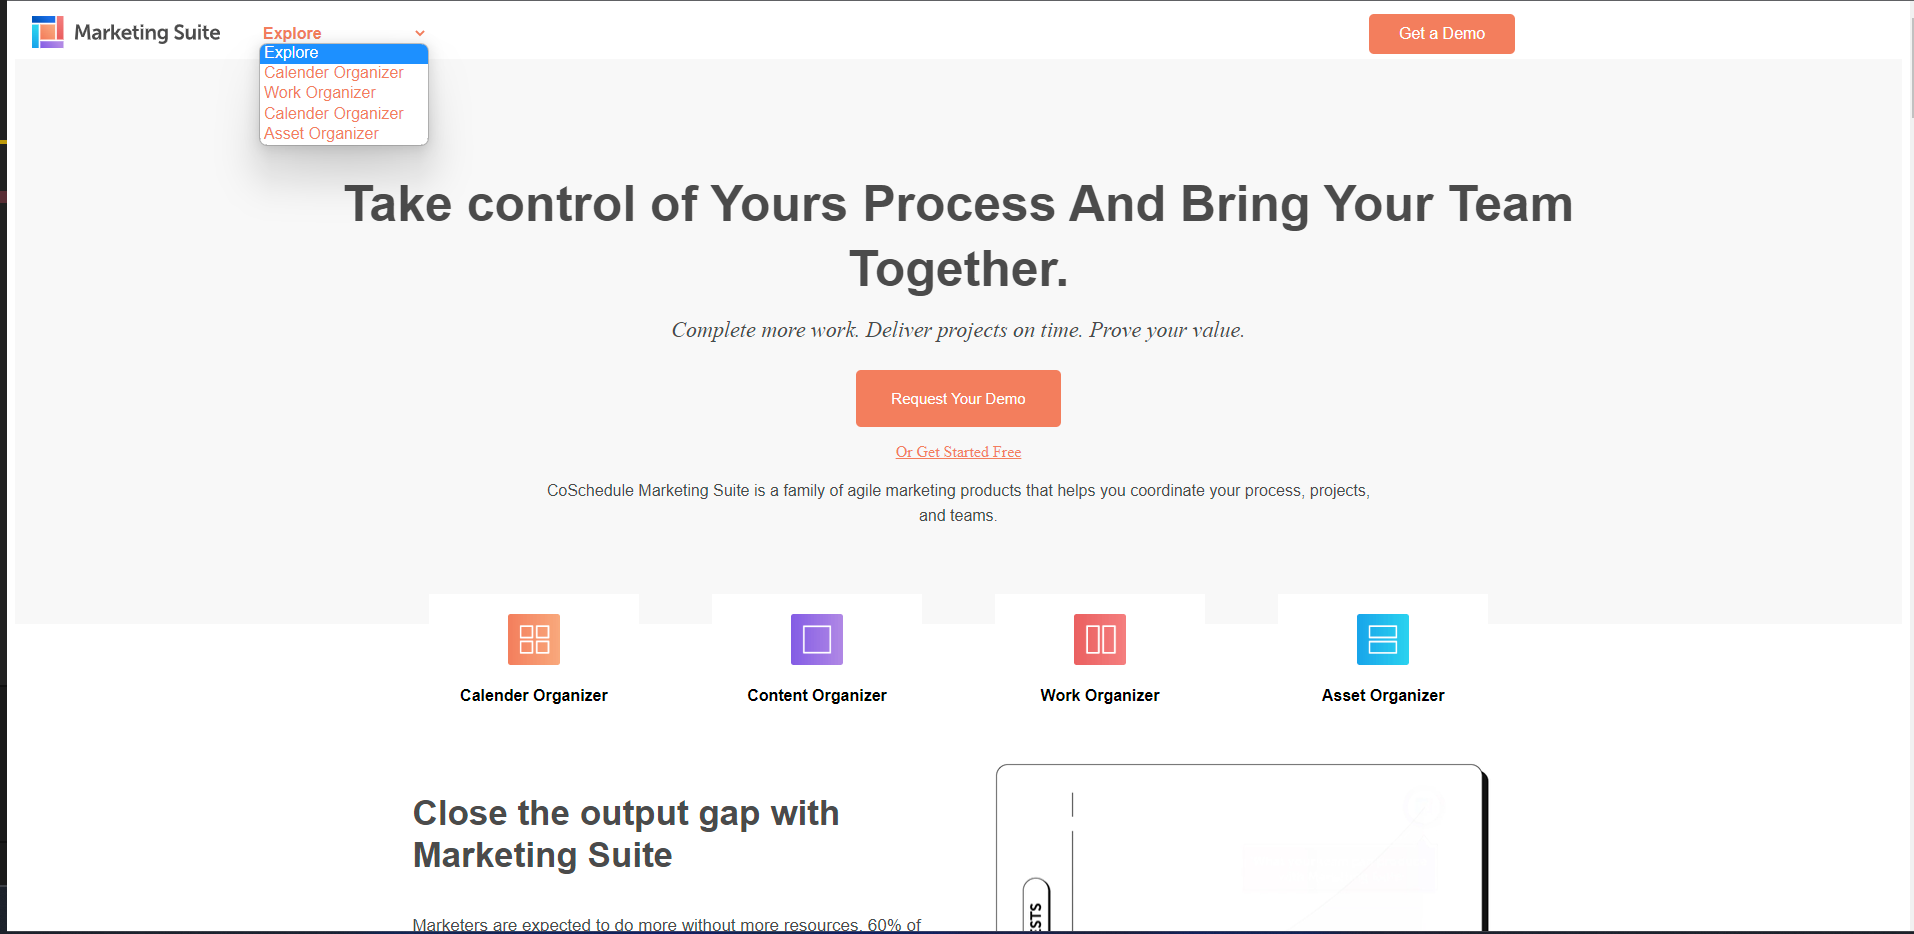 Marketing Suite
Explore
Get a Demo
Explore
Calender Organizer
Work Organizer
Calender Organizer
Asset Organizer
Take control of Yours Process And Bring Your Team
Together.
Complete more work. Deliver projects on time. Prove your value.
Request Your Demo
Or Get Started Free
CoSchedule Marketing Suite is a family of agile marketing products that helps you coordinate your process, projects,
and teams.
Calender Organizer
Content Organizer
Work Organizer
Asset Organizer
Close the output gap with
Marketing Suite
Marketers are expected to do more without more resources. 60% of